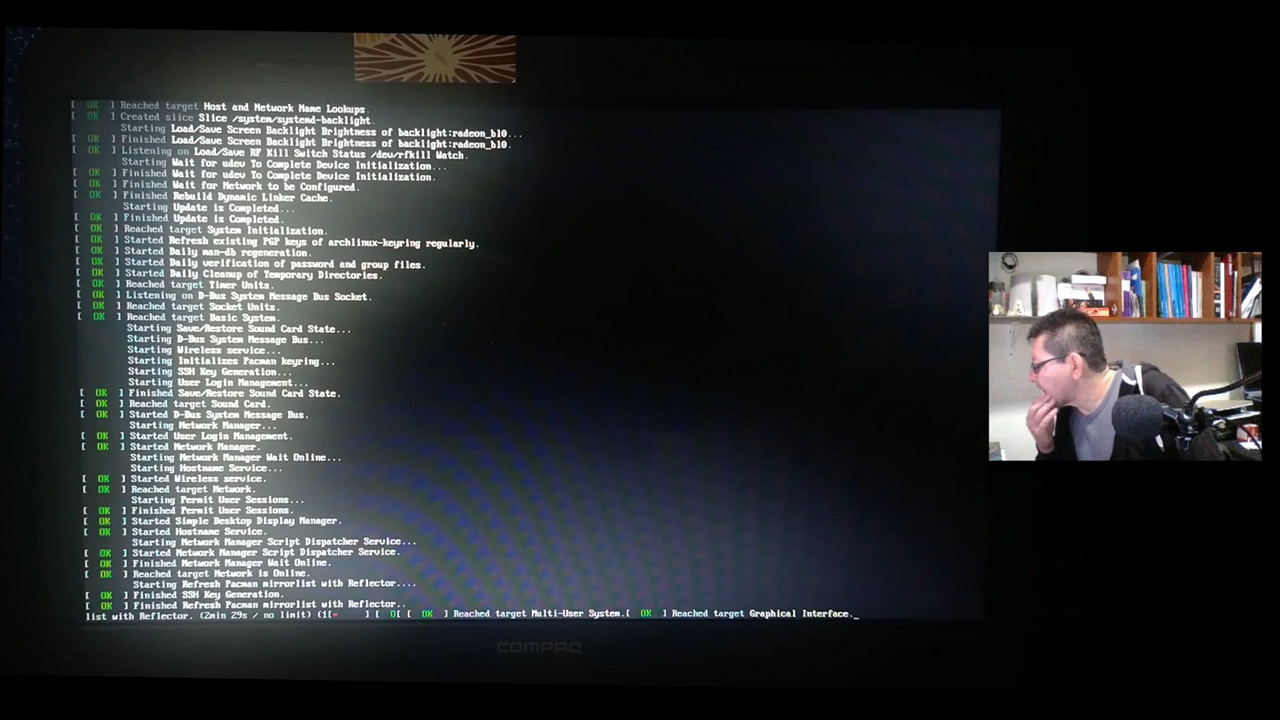 [ OK ] Reached target Host and Network Name Lookups.
[ OK ] Created slice Slice /system/systemd-backlight.
Starting Load/Save Screen Backlight Brightness of backlight:radeon_bl0...
[ OK ] Finished Load/Save Screen Backlight Brightness of backlight:radeon_bl0.
[ OK ] Listening on Load/Save RF Kill Switch Status /dev/rfkill Watch.
Starting Wait for udev To Complete Device Initialization...
[ OK ] Finished Wait for udev To Complete Device Initialization.
[ OK ] Finished Wait for Network to be Configured.
[ OK ] Finished Rebuild Dynamic Linker Cache.
Starting Update is Completed...
[ OK ] Finished Update is Completed.
[ OK ] Reached target System Initialization.
[ OK ] Started Refresh existing PGP keys of archlinux-keyring regularly.
[ OK ] Started Daily man-db regeneration.
[ OK ] Started Daily verification of password and group files.
[ OK ] Started Daily Cleanup of Temporary Directories.
[ OK ] Reached target Timer Units.
[ OK ] Listening on D-Bus System Message Bus Socket.
[ OK ] Reached target Socket Units.
[ OK ] Reached target Basic System.
Starting Save/Restore Sound Card State...
Starting D-Bus System Message Bus...
Starting Wireless service...
Starting Initializes Pacman keyring...
Starting SSH Key Generation...
Starting User Login Management...
[ OK ] Finished Save/Restore Sound Card State.
[ OK ] Reached target Sound Card.
[ OK ] Started D-Bus System Message Bus.
Starting Network Manager...
[ OK ] Started User Login Management.
[ OK ] Started Network Manager.
Starting Network Manager Wait Online...
Starting Hostname Service...
[ OK ] Started Wireless service.
[ OK ] Reached target Network.
Starting Permit User Sessions...
[ OK ] Finished Permit User Sessions.
[ OK ] Started Simple Desktop Display Manager.
[ OK ] Started Hostname Service.
Starting Network Manager Script Dispatcher Service...
[ OK ] Started Network Manager Script Dispatcher Service.
[ OK ] Finished Network Manager Wait Online.
[ OK ] Reached target Network is Online.
Starting Refresh Pacman mirrorlist with Reflector....
[ OK ] Finished SSH Key Generation.
[ OK ] Finished Refresh Pacman mirrorlist with Reflector..
list with Reflector. (2min 29s / no limit) (1[* ] [ O[ [ OK ] Reached target Multi-User System.[ OK ] Reached target Graphical Interface._
COMPAQ